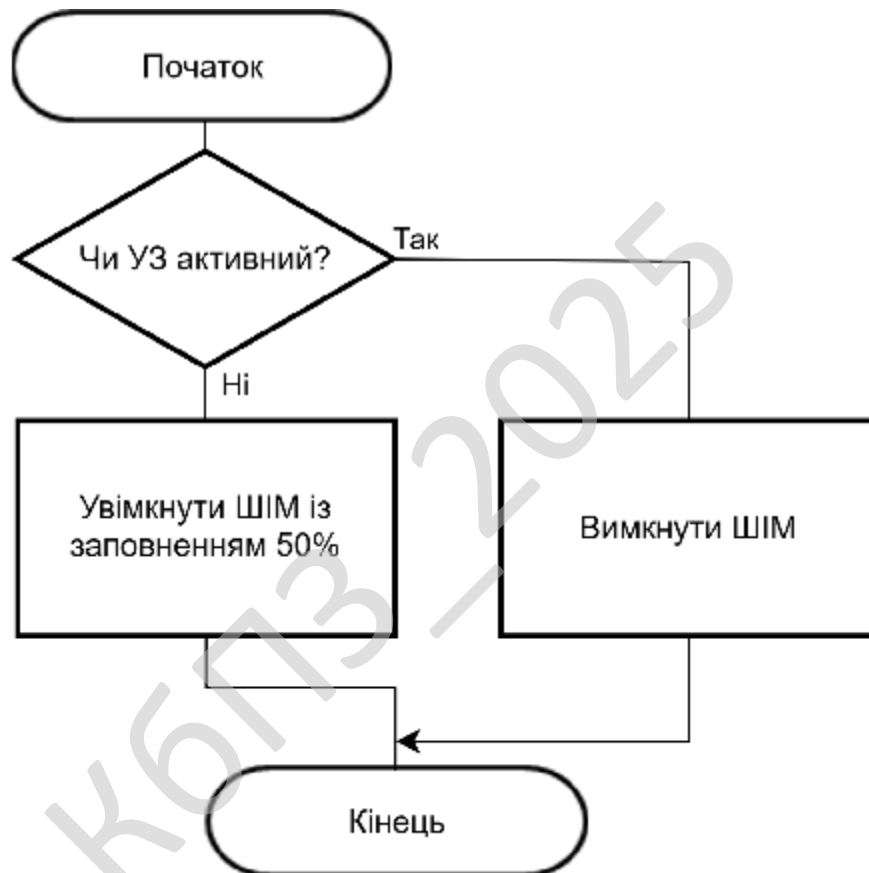 Початок
Чи УЗ активний?
Так
Ні
Увімкнути ШІМ із
заповненням 50%
Вимкнути ШІМ
Кінець
КбПЗ_2025